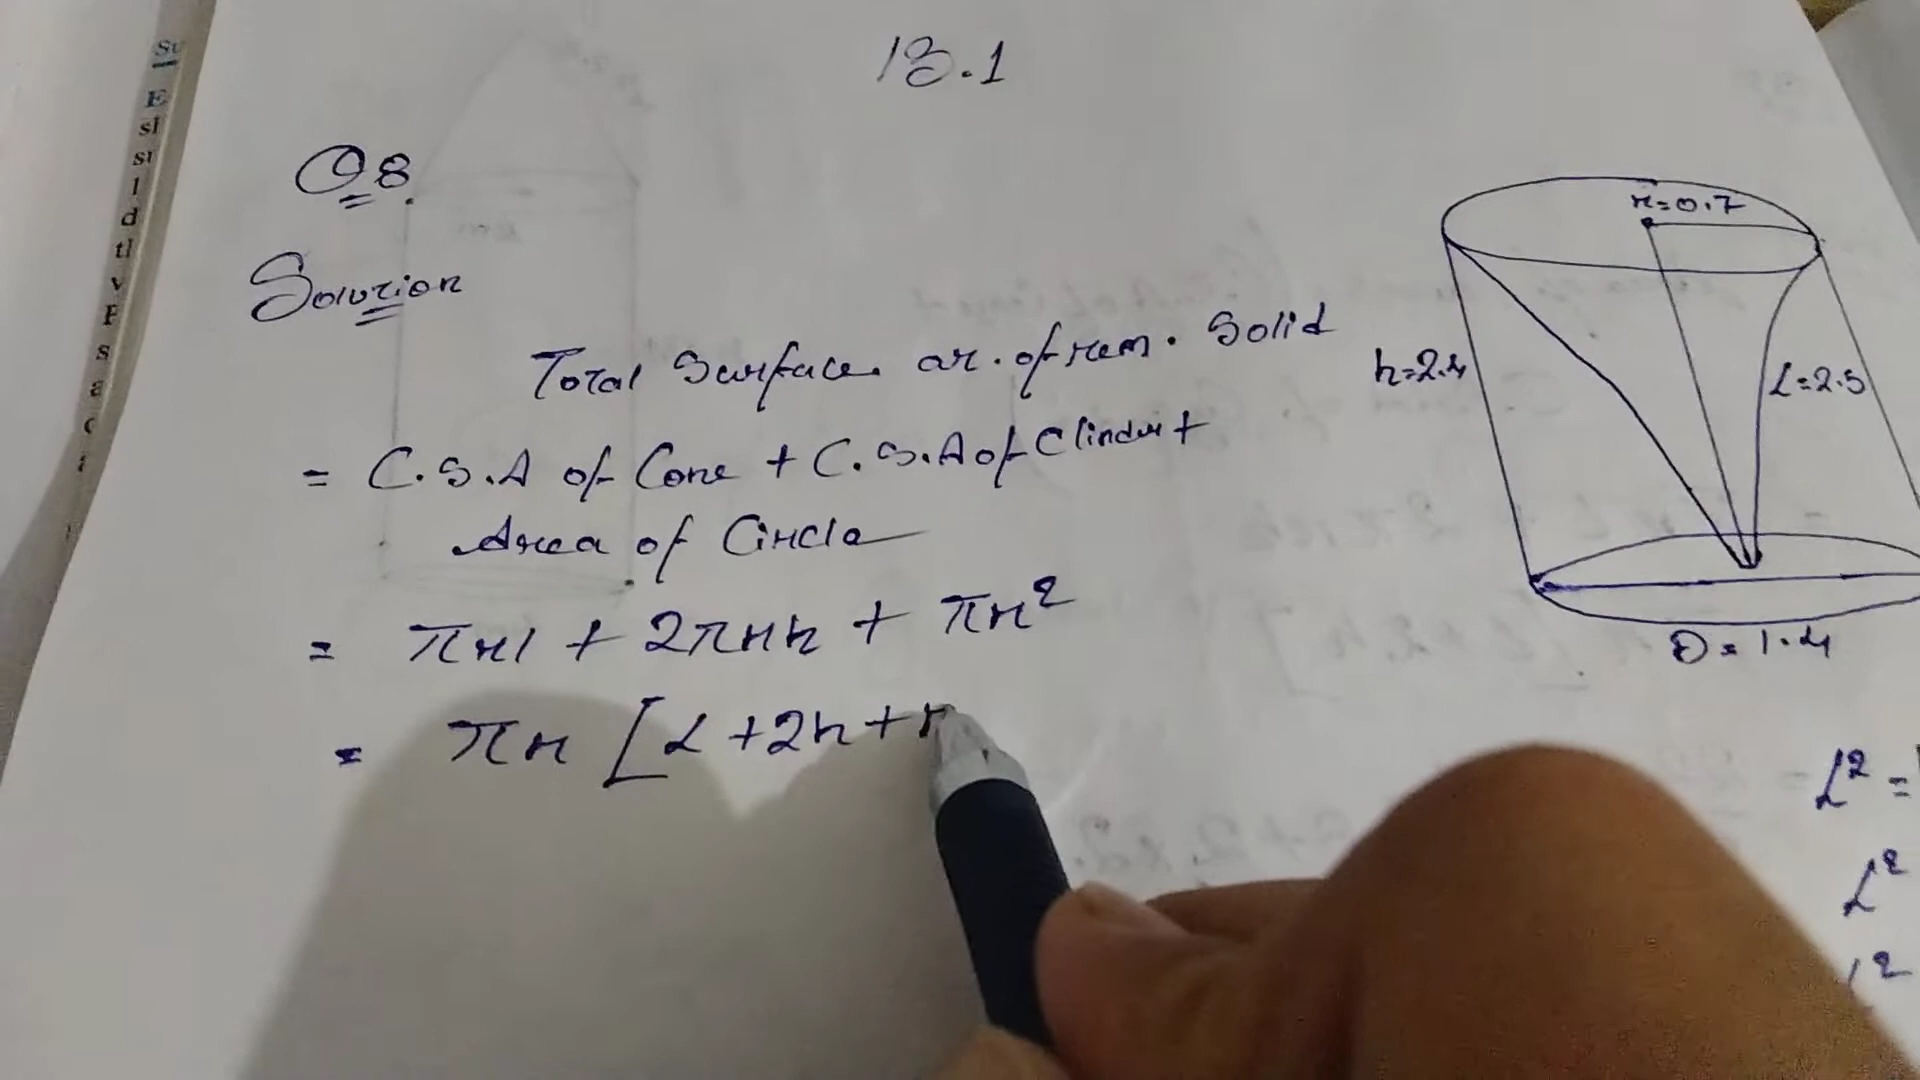 13.1
Q8.
Solution
Total Surface. ar. of rem. Solid
= C.S.A of Cone + C.S.A of Clinder +
Area of Circle
= πrl + 2πrh + πr²
= πr [L + 2h + r
r=0.7
h=2.4
L=2.5
D=1.4
L² =
L²
L²